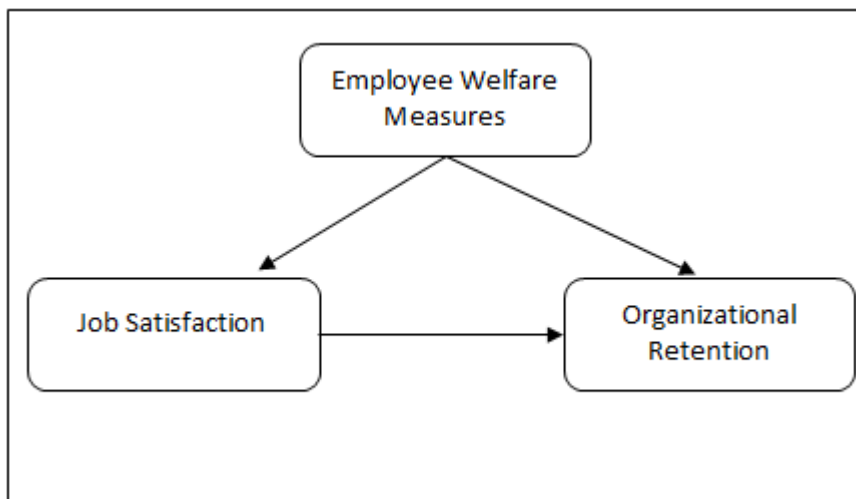 Employee Welfare
Measures
Job Satisfaction
Organizational
Retention